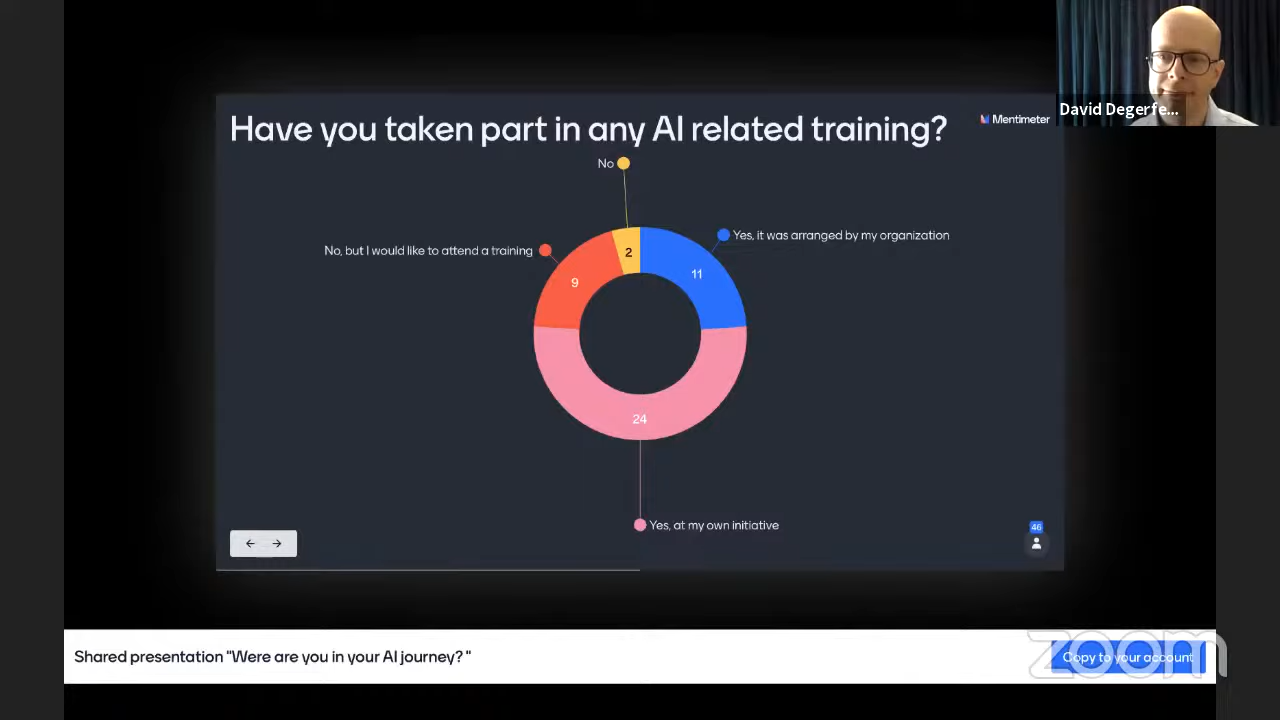 David Degerfe...
Have you taken part in any AI related training?
Mentimeter
No
Yes, it was arranged by my organization
No, but I would like to attend a training
2
11
9
24
Yes, at my own initiative
46
Shared presentation "Were are you in your AI journey? "
Copy to your account
zoom